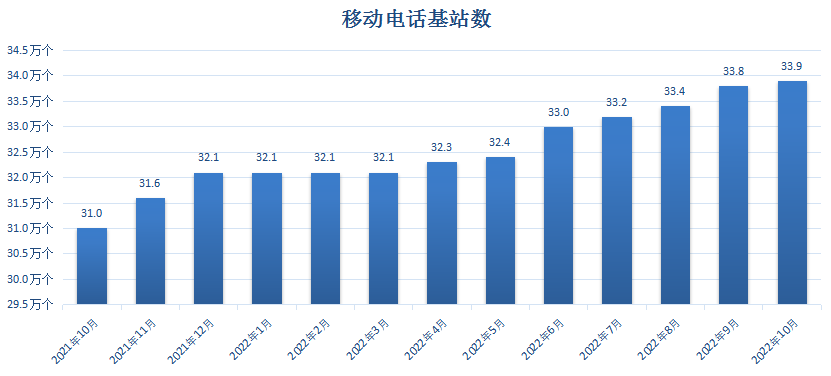 移动电话基站数
34.5万个
34.0万个
33.5万个
33.0万个
32.5万个
32.0万个
31.5万个
31.0万个
30.5万个
30.0万个
29.5万个
31.0
31.6
32.1
32.1
32.1
32.1
32.3
32.4
33.0
33.2
33.4
33.8
33.9
2021年10月
2021年11月
2021年12月
2022年1月
2022年2月
2022年3月
2022年4月
2022年5月
2022年6月
2022年7月
2022年8月
2022年9月
2022年10月